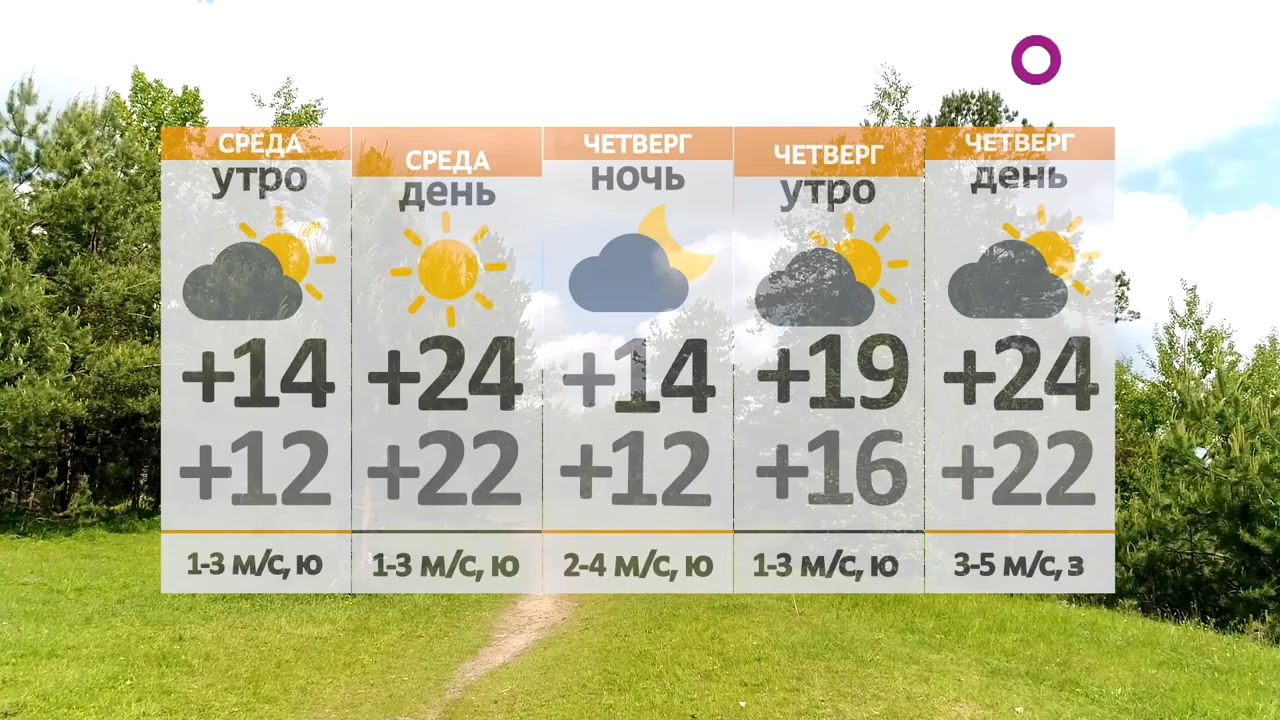 СРЕДА
утро
+14
+12
1-3 м/с, ю
СРЕДА
день
+24
+22
1-3 м/с, ю
ЧЕТВЕРГ
ночь
+14
+12
2-4 м/с, ю
ЧЕТВЕРГ
утро
+19
+16
1-3 м/с, ю
ЧЕТВЕРГ
день
+24
+22
3-5 м/с, з